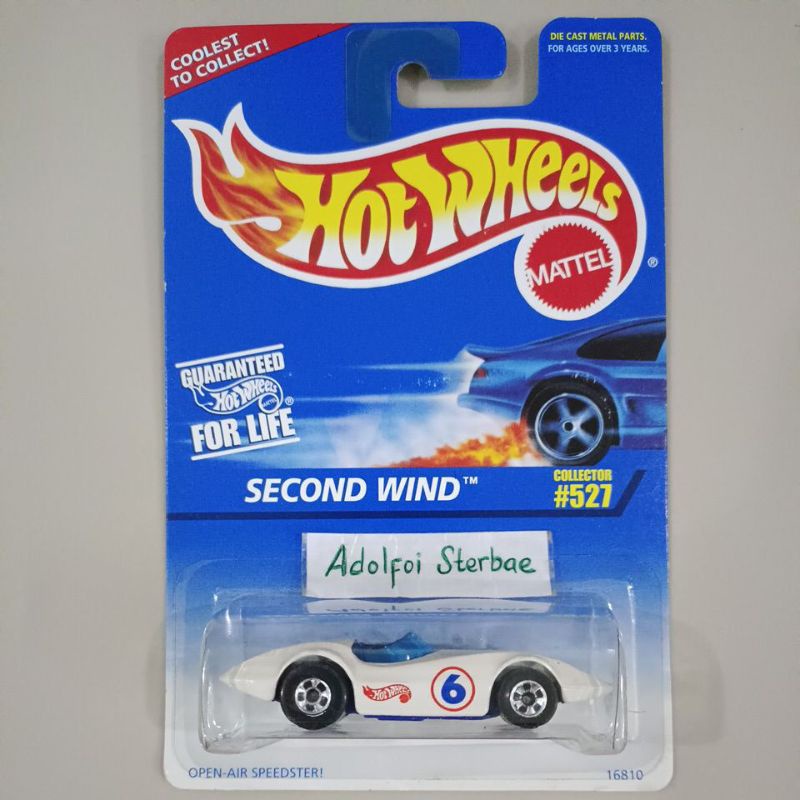 COOLEST
TO COLLECT!
DIE CAST METAL PARTS.
FOR AGES OVER 3 YEARS.
HOT WHEELS
MATTEL
®
GUARANTEED
HOT WHEELS
MATTEL
®
FOR LIFE
SECOND WIND™
COLLECTOR
#527
Adolfoi Sterbae
HOT WHEELS
6
OPEN-AIR SPEEDSTER!
16810